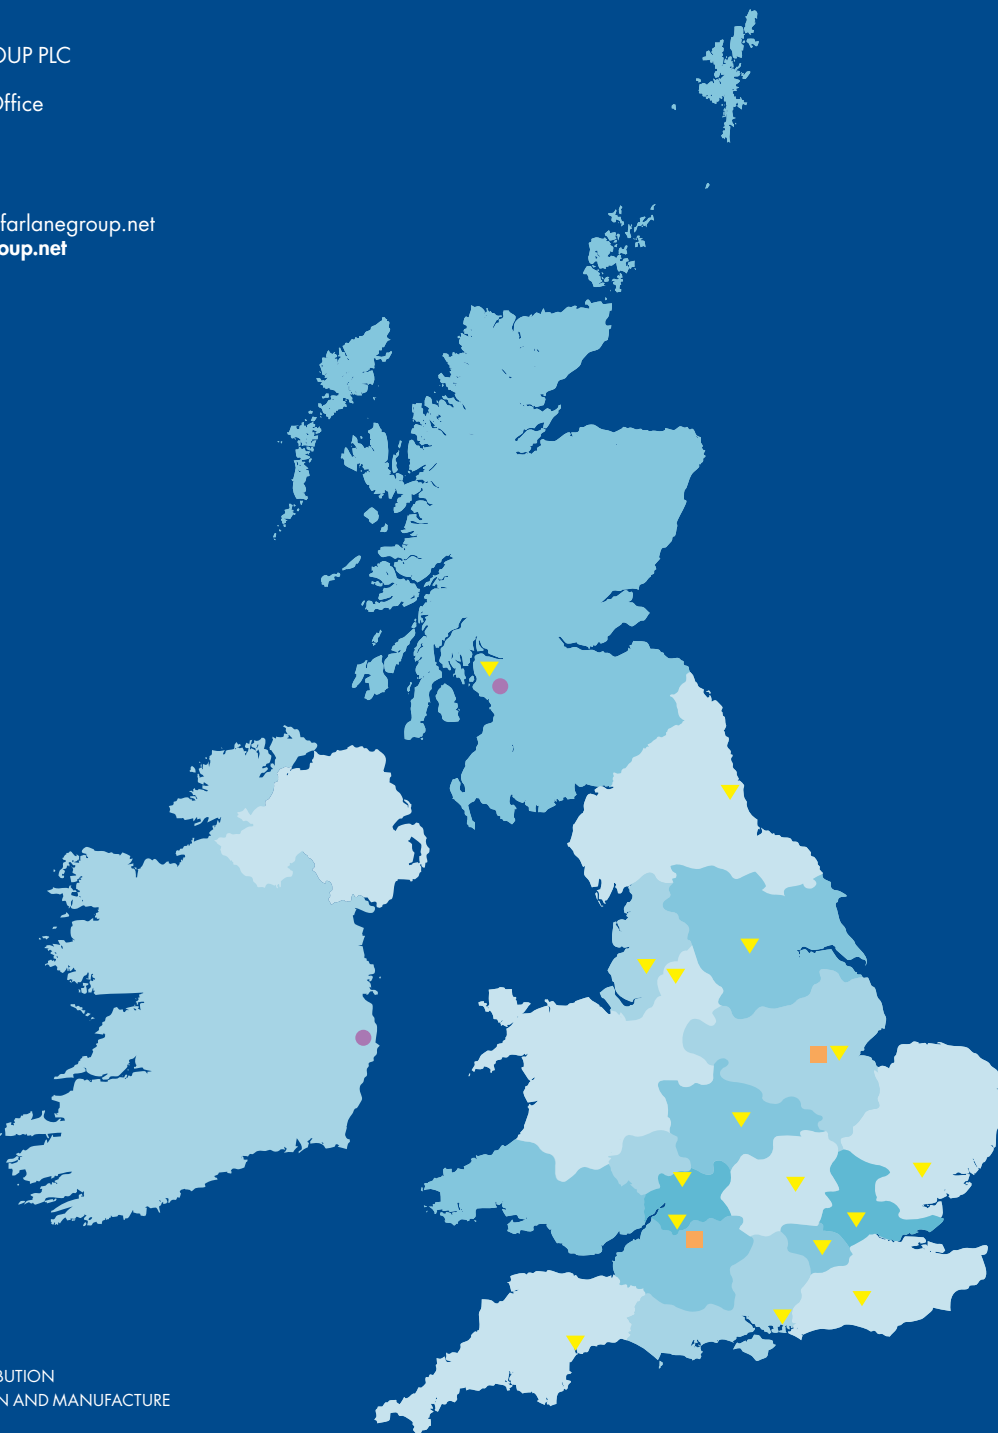 OUP PLC
Office
farlanegroup.net
oup.net
BUTION
N AND MANUFACTURE